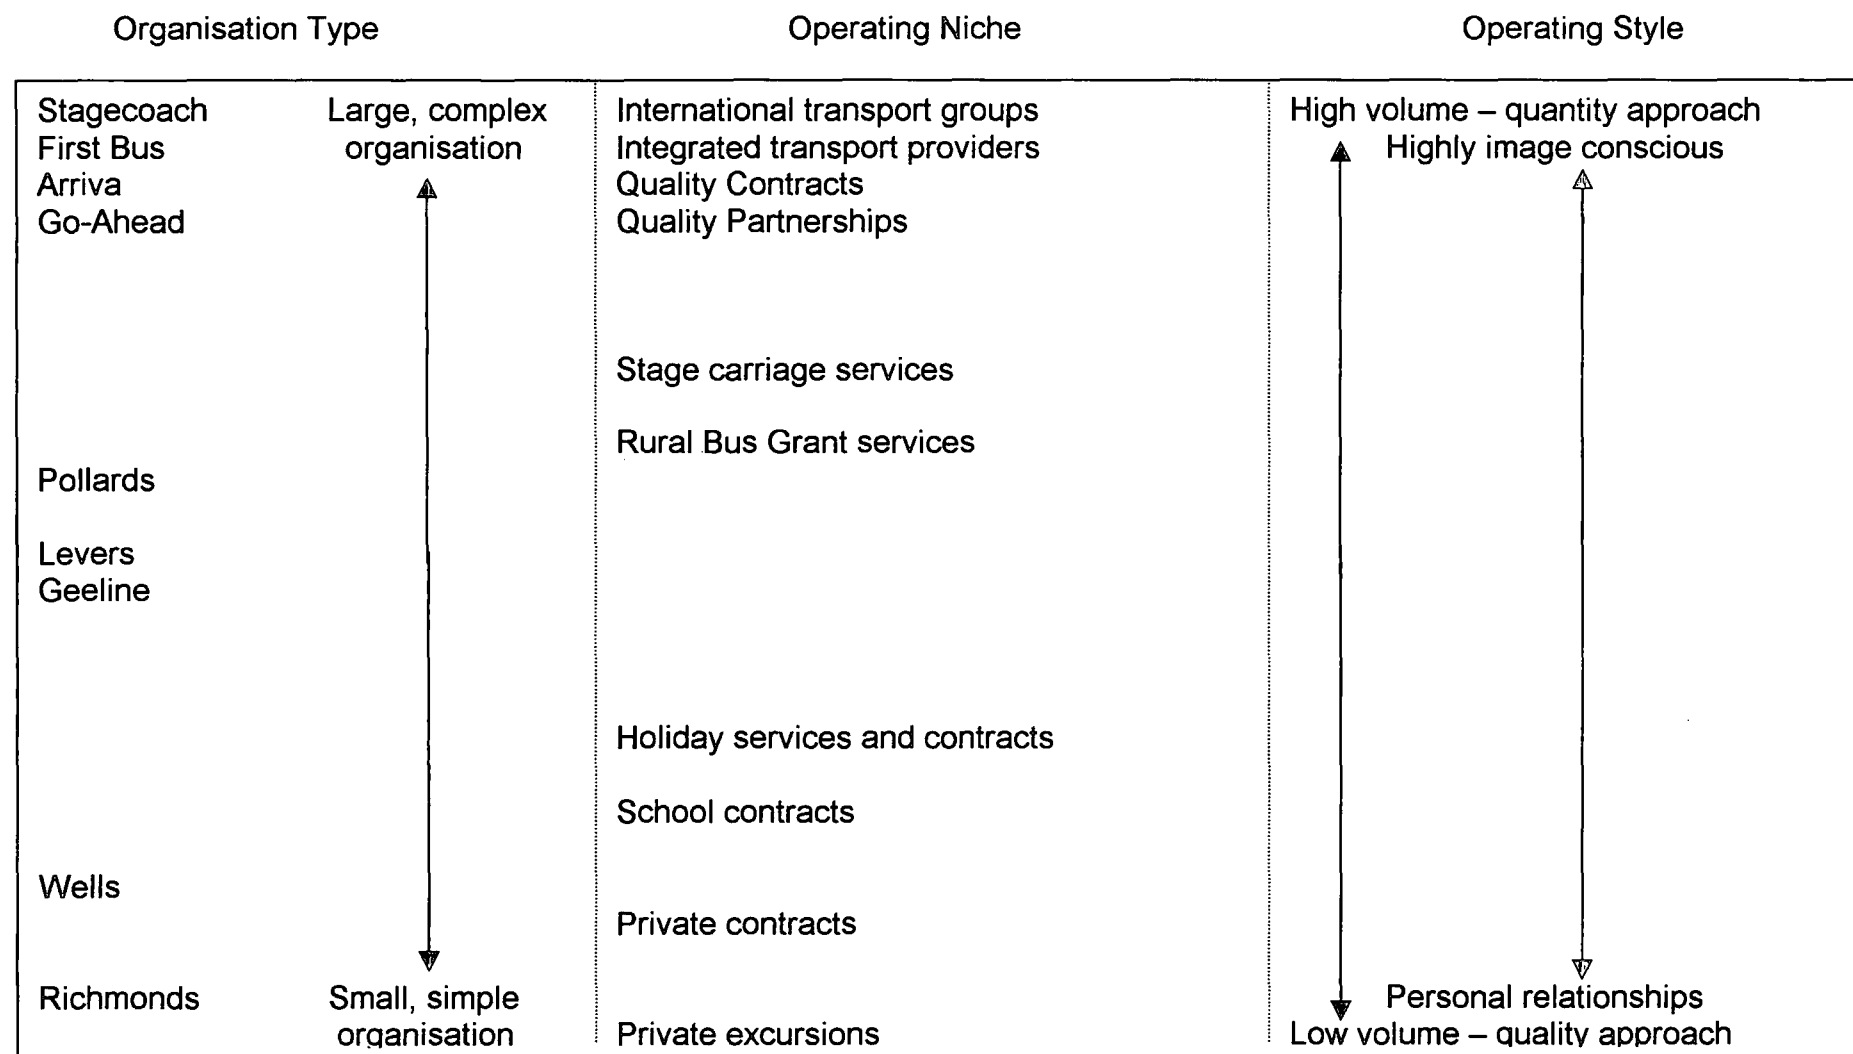 Organisation Type
Operating Niche
Operating Style
Stagecoach
Large, complex
International transport groups
High volume – quantity approach
First Bus
organisation
Integrated transport providers
Highly image conscious
Arriva
Quality Contracts
Go-Ahead
Quality Partnerships
Stage carriage services
Rural Bus Grant services
Pollards
Levers
Geeline
Holiday services and contracts
School contracts
Wells
Private contracts
Richmonds
Small, simple
Personal relationships
organisation
Private excursions
Low volume – quality approach